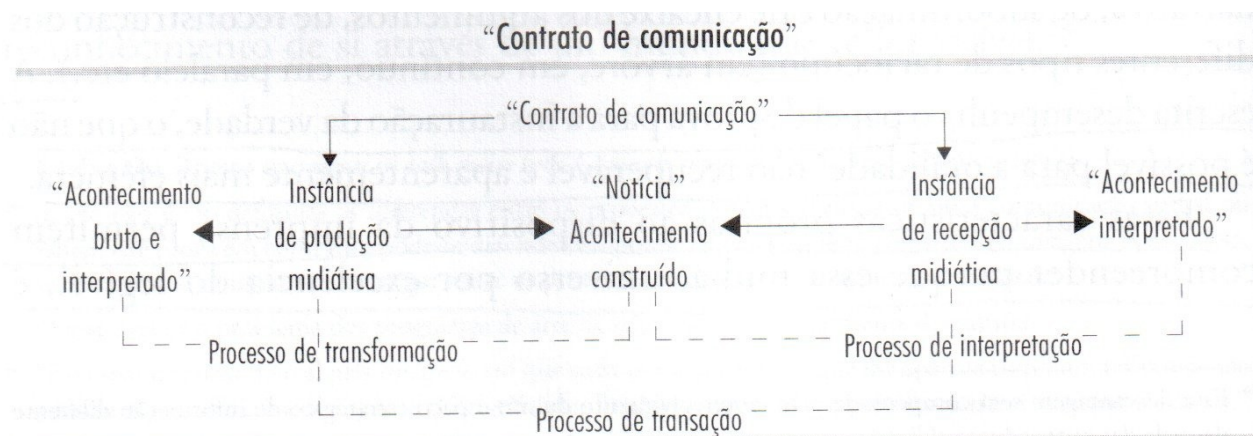 “Contrato de comunicação”
“Contrato de comunicação”
“Acontecimento
bruto e
interpretado”
Instância
de produção
midiática
“Notícia”
Acontecimento
construído
Instância
de recepção
midiática
“Acontecimento
interpretado”
Processo de transformação
Processo de interpretação
Processo de transação